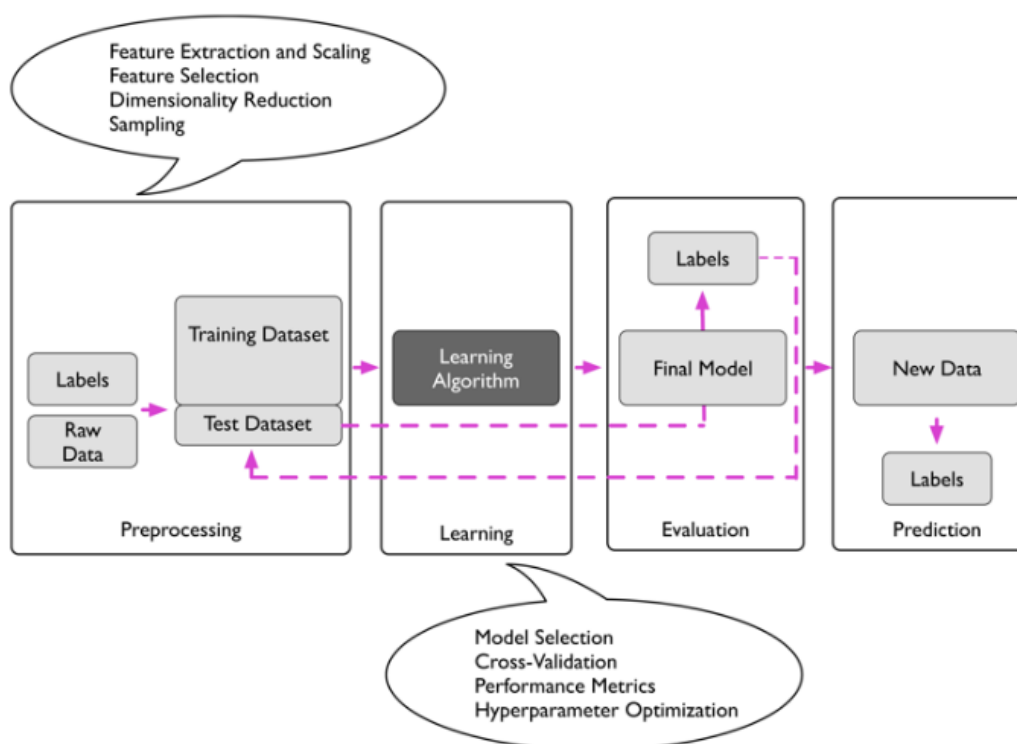 Feature Extraction and Scaling
Feature Selection
Dimensionality Reduction
Sampling
Labels
Raw
Data
Training Dataset
Test Dataset
Preprocessing
Learning
Algorithm
Learning
Labels
Final Model
Evaluation
New Data
Labels
Prediction
Model Selection
Cross-Validation
Performance Metrics
Hyperparameter Optimization